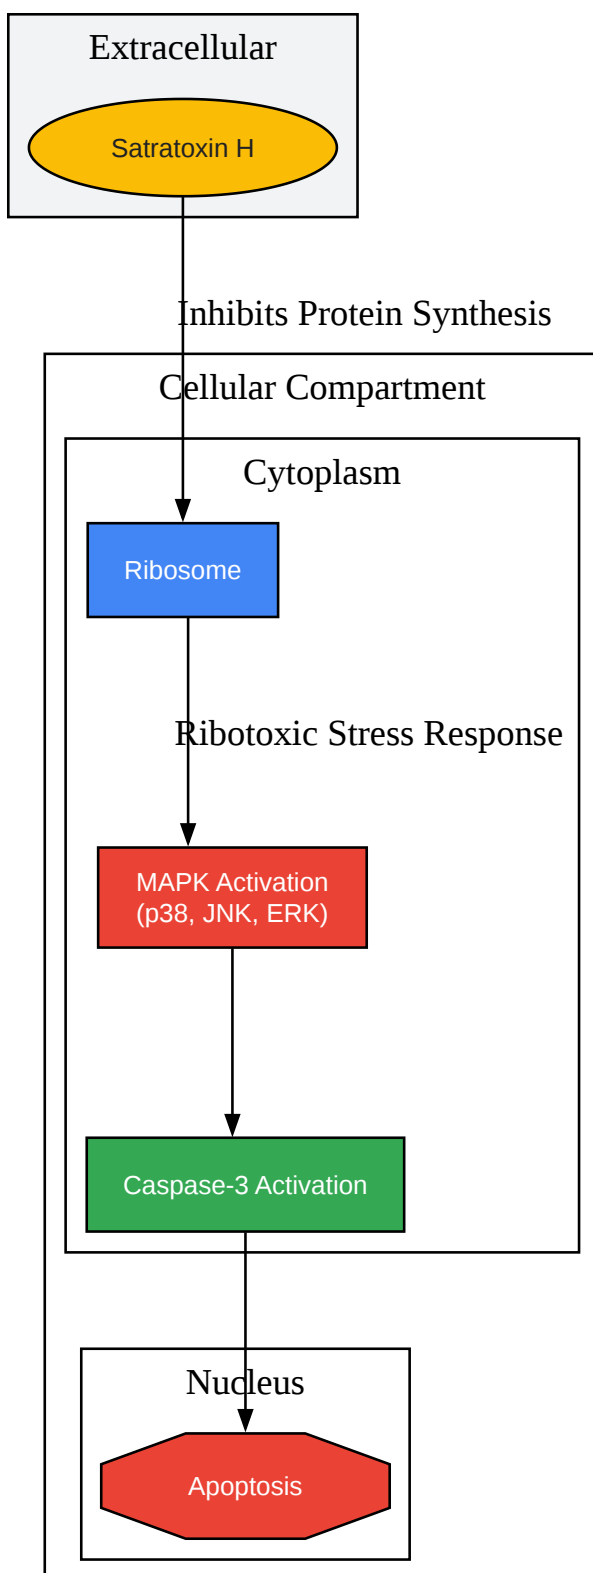 Extracellular
Satratoxin H
Inhibits Protein Synthesis
Cellular Compartment
Cytoplasm
Ribosome
Ribotoxic Stress Response
MAPK Activation
(p38, JNK, ERK)
Caspase-3 Activation
Nucleus
Apoptosis